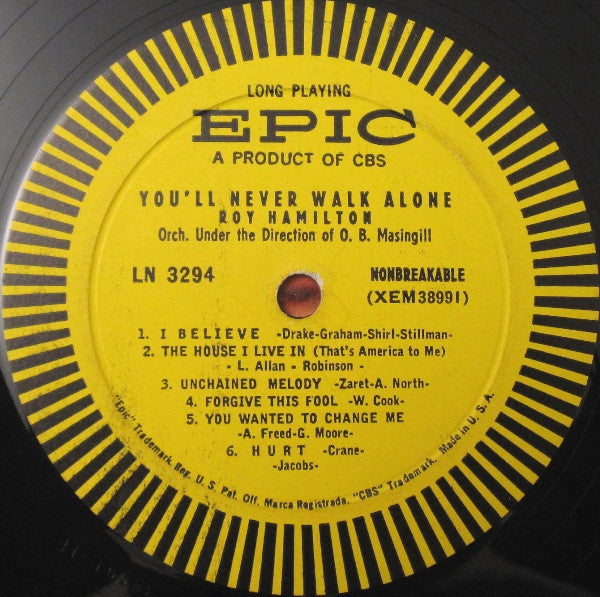 LONG PLAYING
EPIC
A PRODUCT OF CBS
YOU'LL NEVER WALK ALONE
ROY HAMILTON
Orch. Under the Direction of O. B. Masingill
LN 3294
NONBREAKABLE
(XEM38991)
1. I BELIEVE -Drake-Graham-Shirl-Stillman-
2. THE HOUSE I LIVE IN (That's America to Me)
- L. Allan - Robinson -
3. UNCHAINED MELODY -Zaret-A. North-
4. FORGIVE THIS FOOL -W. Cook-
5. YOU WANTED TO CHANGE ME
-A. Freed-G. Moore-
6. HURT -Crane-
-Jacobs-
"Epic" Trademark Reg. U. S. Pat. Off. Marca Registrada. "CBS" Trademark. Made in U. S. A.